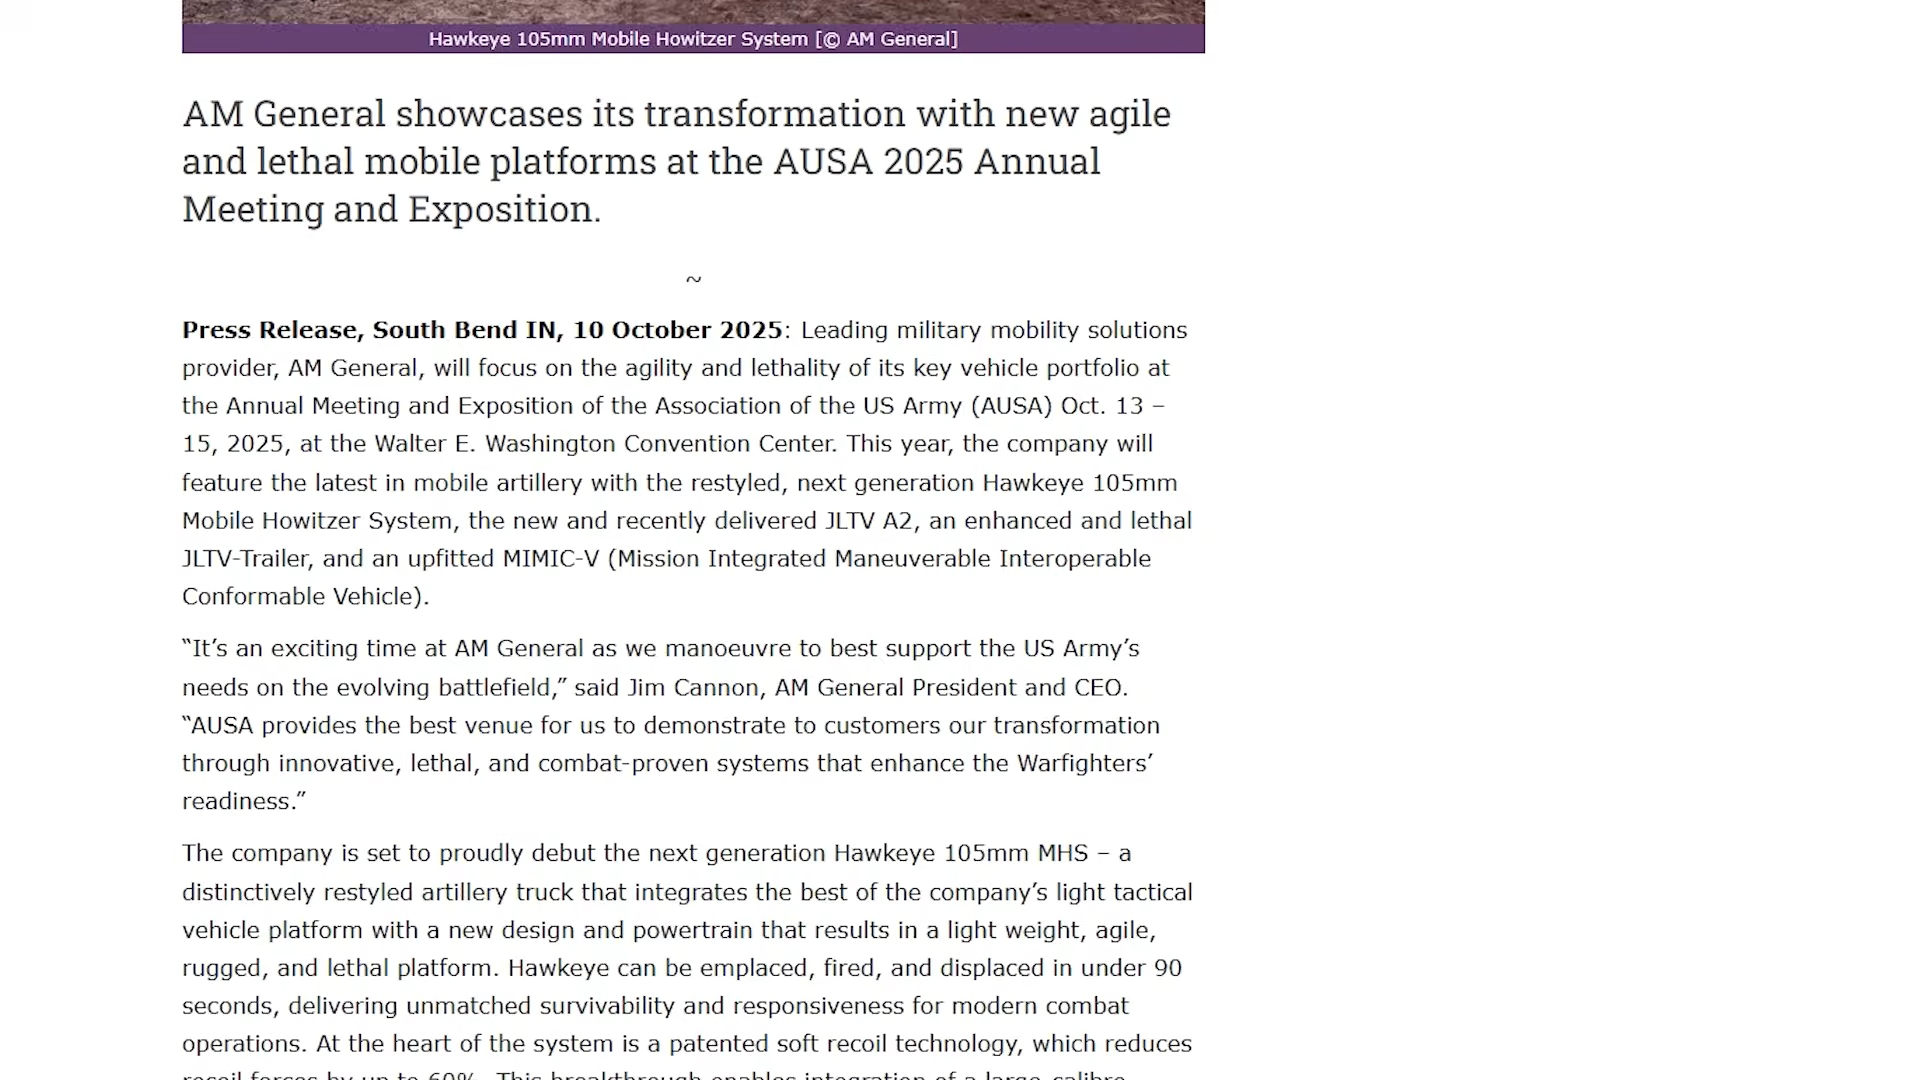 Hawkeye 105mm Mobile Howitzer System [© AM General]
AM General showcases its transformation with new agile
and lethal mobile platforms at the AUSA 2025 Annual
Meeting and Exposition.
~
Press Release, South Bend IN, 10 October 2025: Leading military mobility solutions
provider, AM General, will focus on the agility and lethality of its key vehicle portfolio at
the Annual Meeting and Exposition of the Association of the US Army (AUSA) Oct. 13 –
15, 2025, at the Walter E. Washington Convention Center. This year, the company will
feature the latest in mobile artillery with the restyled, next generation Hawkeye 105mm
Mobile Howitzer System, the new and recently delivered JLTV A2, an enhanced and lethal
JLTV-Trailer, and an upfitted MIMIC-V (Mission Integrated Maneuverable Interoperable
Conformable Vehicle).
“It’s an exciting time at AM General as we manoeuvre to best support the US Army’s
needs on the evolving battlefield,” said Jim Cannon, AM General President and CEO.
“AUSA provides the best venue for us to demonstrate to customers our transformation
through innovative, lethal, and combat-proven systems that enhance the Warfighters’
readiness.”
The company is set to proudly debut the next generation Hawkeye 105mm MHS – a
distinctively restyled artillery truck that integrates the best of the company’s light tactical
vehicle platform with a new design and powertrain that results in a light weight, agile,
rugged, and lethal platform. Hawkeye can be emplaced, fired, and displaced in under 90
seconds, delivering unmatched survivability and responsiveness for modern combat
operations. At the heart of the system is a patented soft recoil technology, which reduces
recoil forces by up to 60%. This breakthrough enables integration of a large-calibre